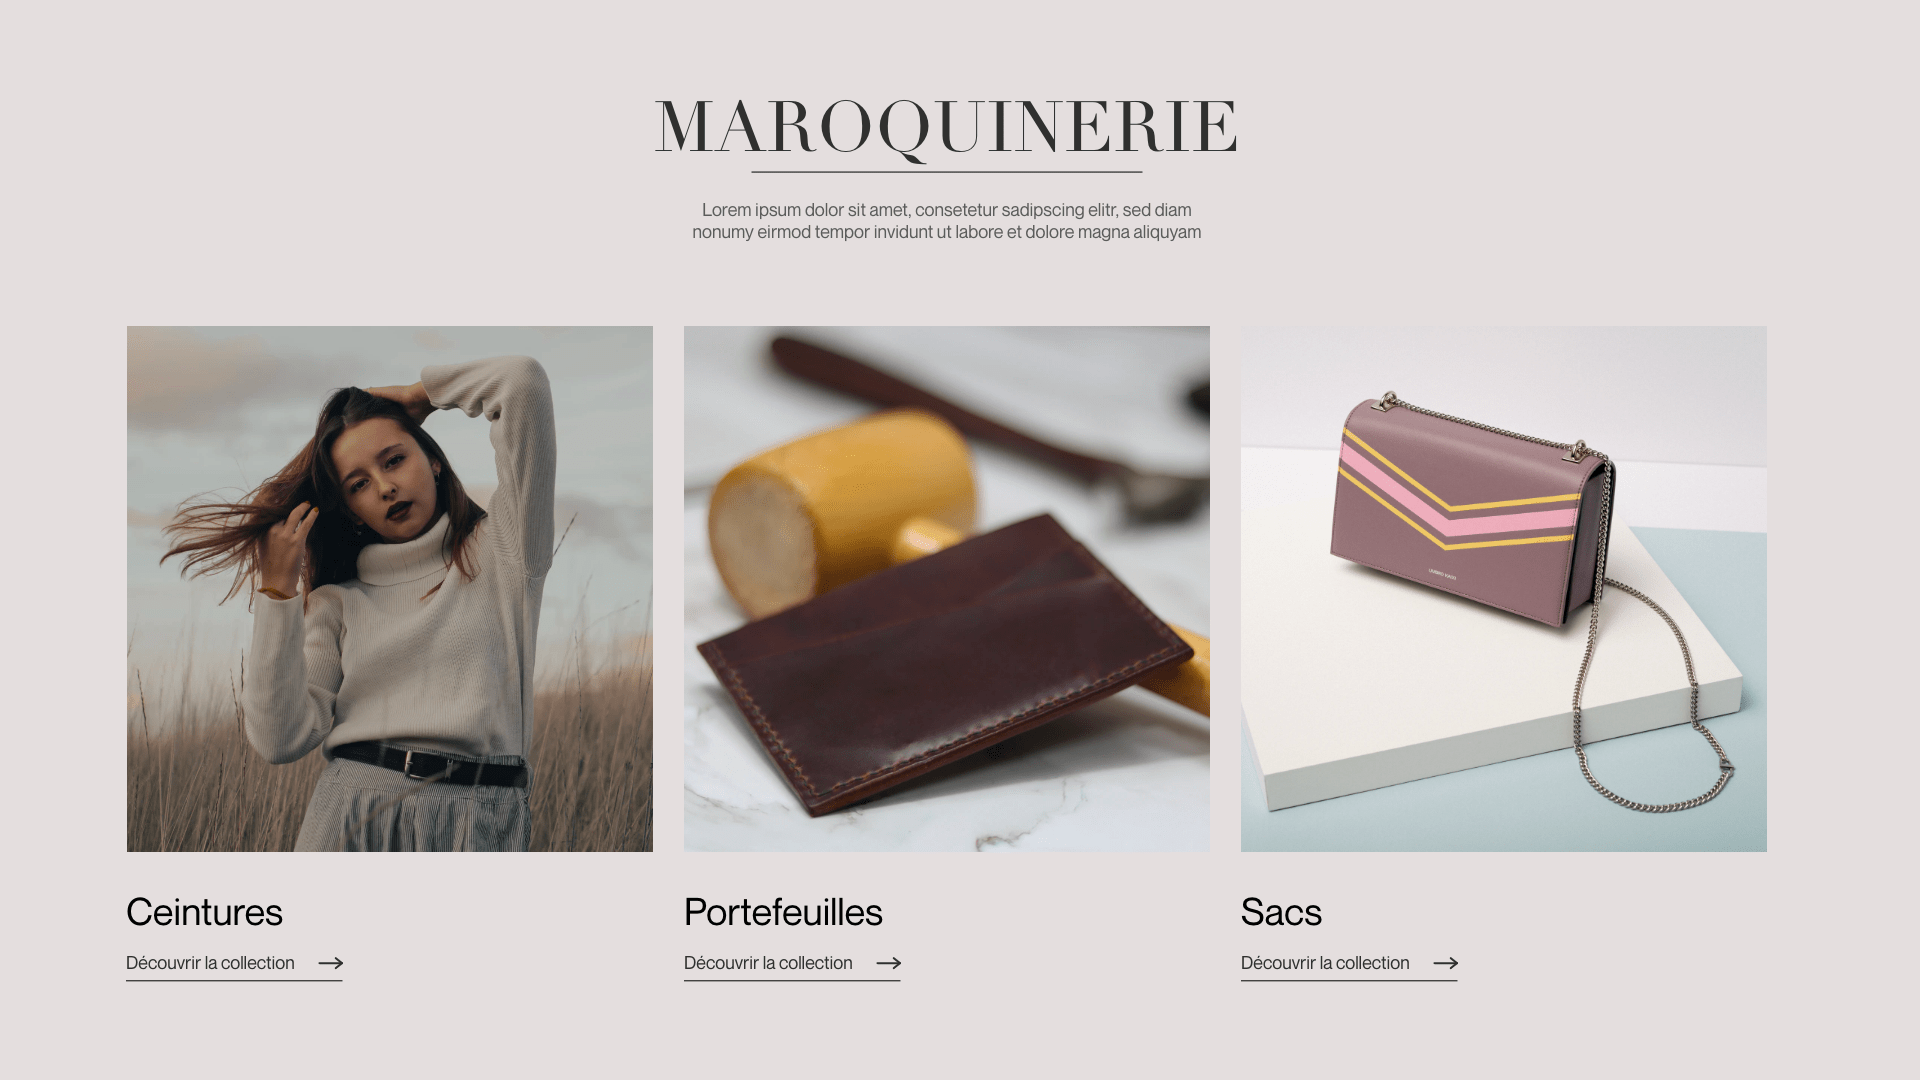 MAROQUINERIE
Lorem ipsum dolor sit amet, consetetur sadipscing elitr, sed diam
nonumy eirmod tempor invidunt ut labore et dolore magna aliquyam
Ceintures
Découvrir la collection
Portefeuilles
Découvrir la collection
Sacs
Découvrir la collection